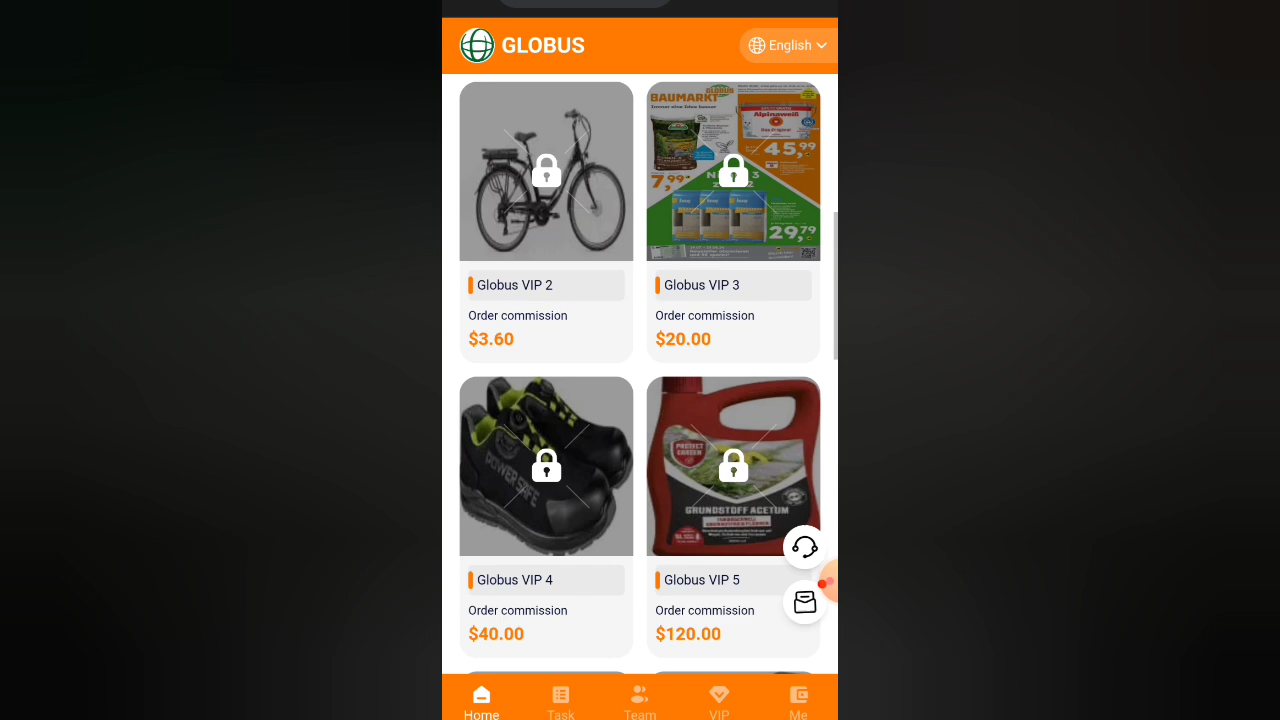 GLOBUS
English
BAUMARKT
GLOBUS
Alpinaweiß
Das Original
45,99
7,99
29,79
Globus VIP 2
Globus VIP 3
Order commission
Order commission
$3.60
$20.00
POWER SAFE
PROTECT
GARDEN
GRUNDSTOFF ACETUM
Globus VIP 4
Globus VIP 5
Order commission
Order commission
$40.00
$120.00
Home
Task
Team
VIP
Me